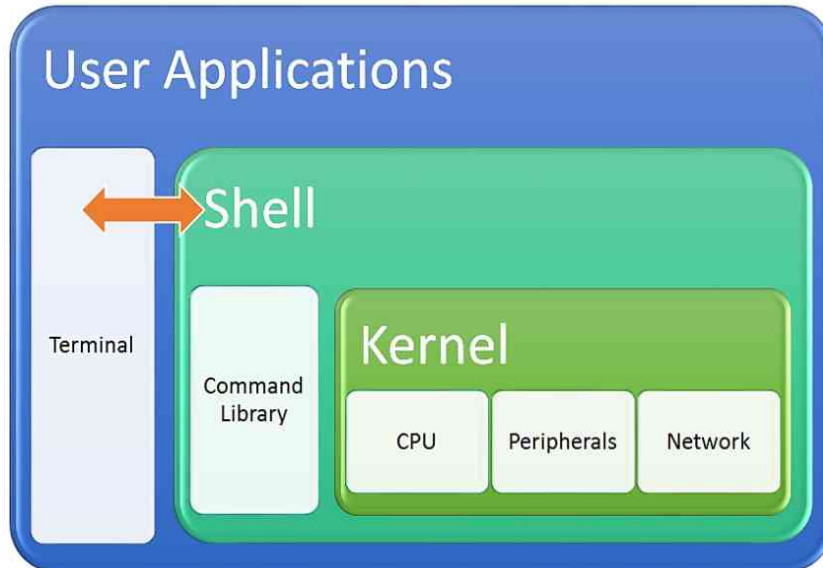 User Applications
Shell
Terminal
Command
Library
Kernel
CPU
Peripherals
Network